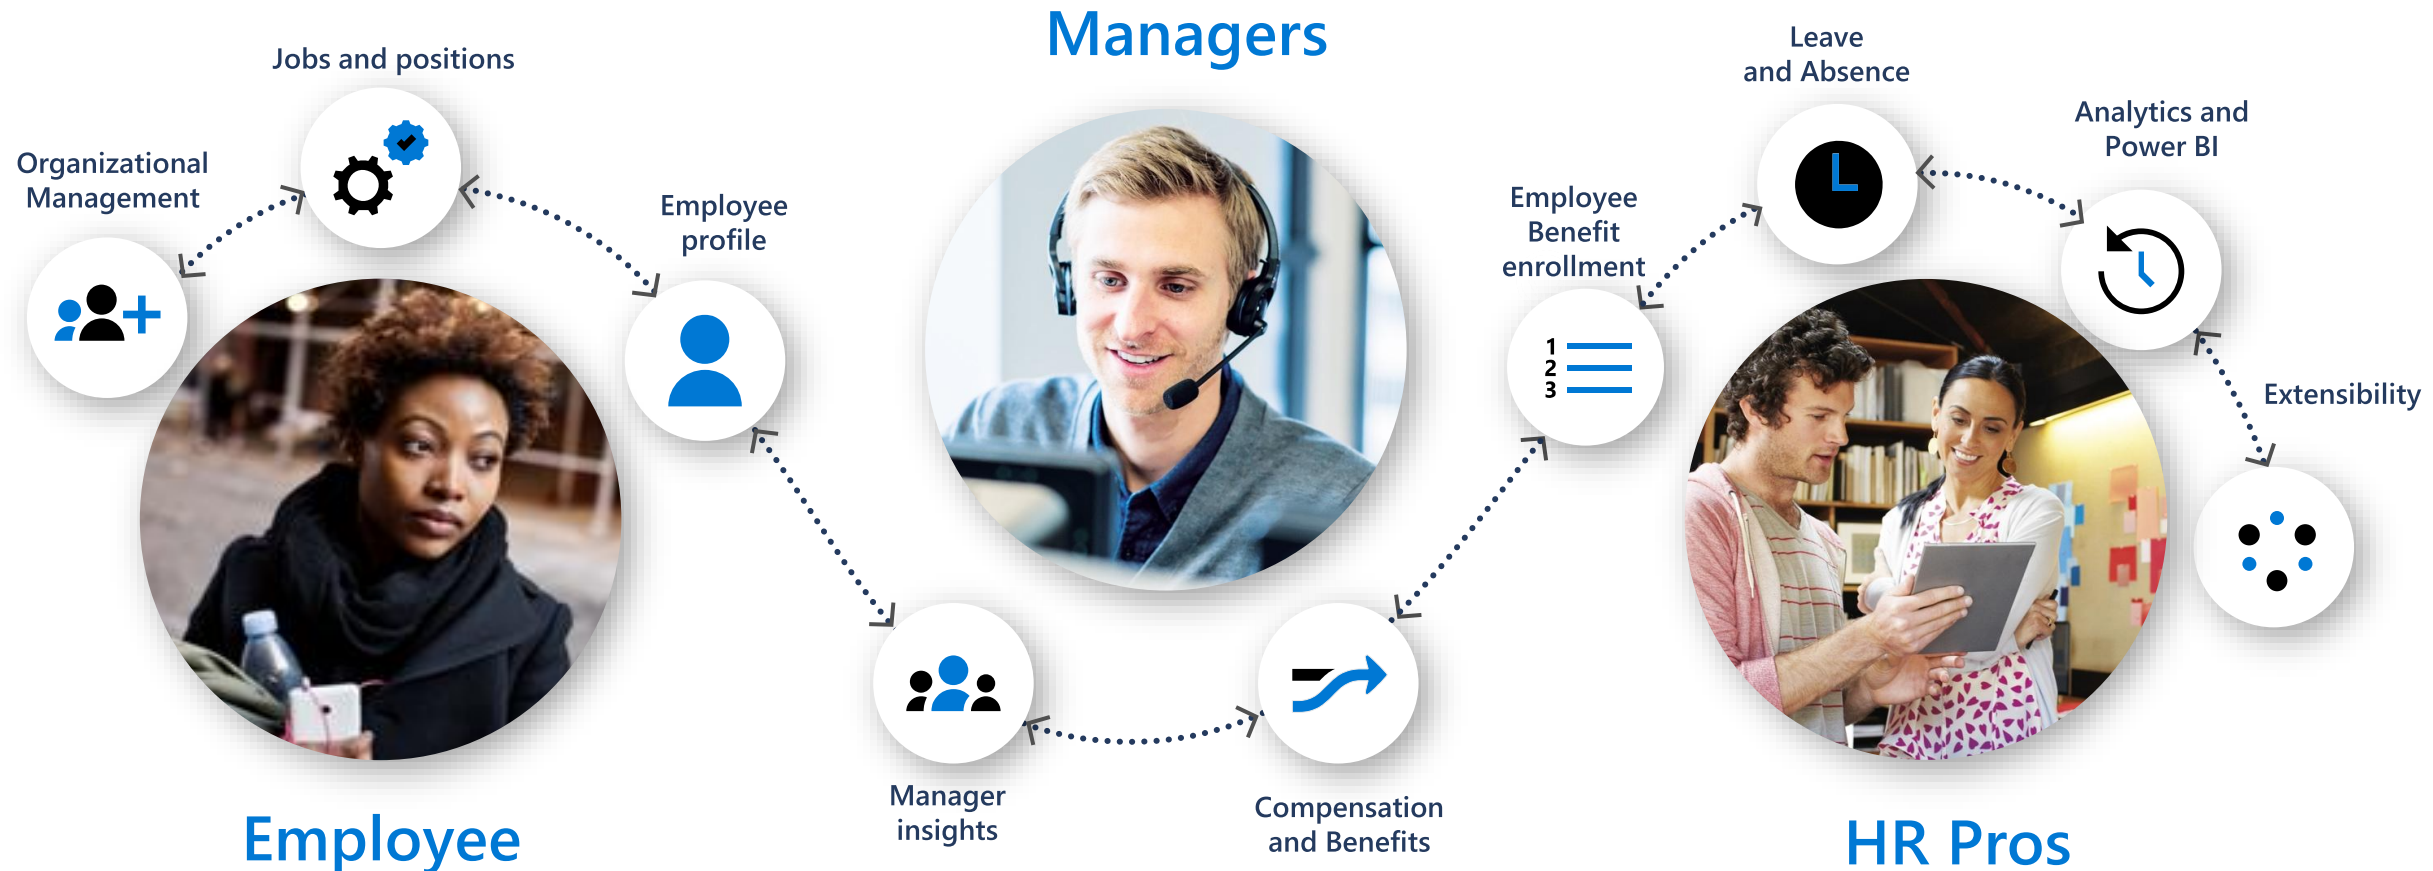 Managers
Jobs and positions
Organizational
Management
Employee
profile
Leave
and Absence
Analytics and
Power BI
Employee
Benefit
enrollment
1
2
3
Extensibility
Manager
insights
Compensation
and Benefits
Employee
HR Pros